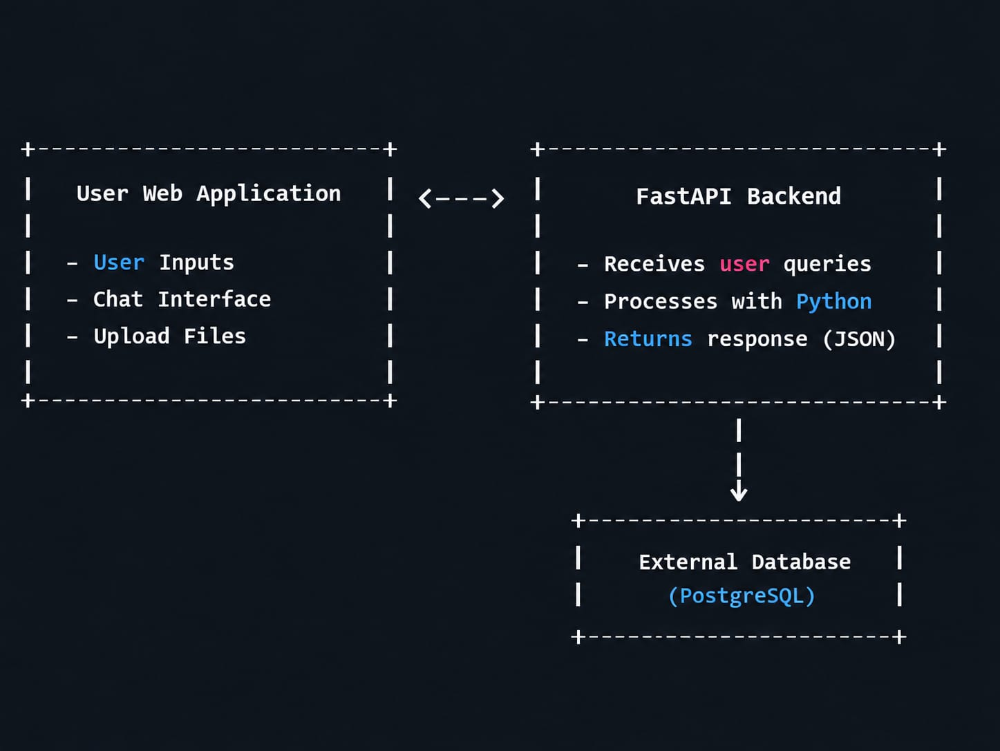 User Web Application
- User Inputs
- Chat Interface
- Upload Files
<--->
FastAPI Backend
- Receives user queries
- Processes with Python
- Returns response (JSON)
External Database
(PostgreSQL)